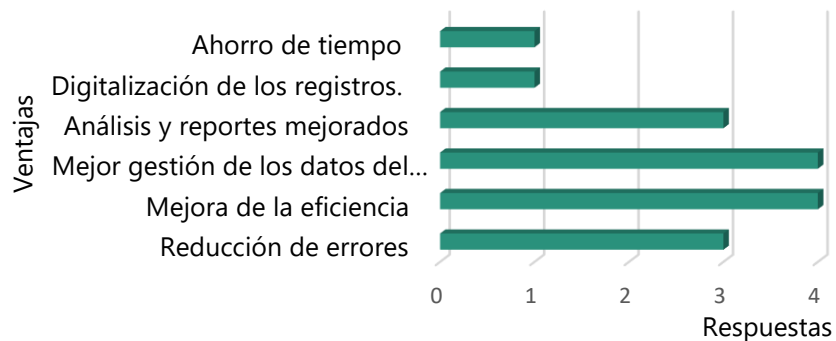 Ventajas
Ahorro de tiempo
Digitalización de los registros.
Análisis y reportes mejorados
Mejor gestión de los datos del...
Mejora de la eficiencia
Reducción de errores
0 1 2 3 4
Respuestas